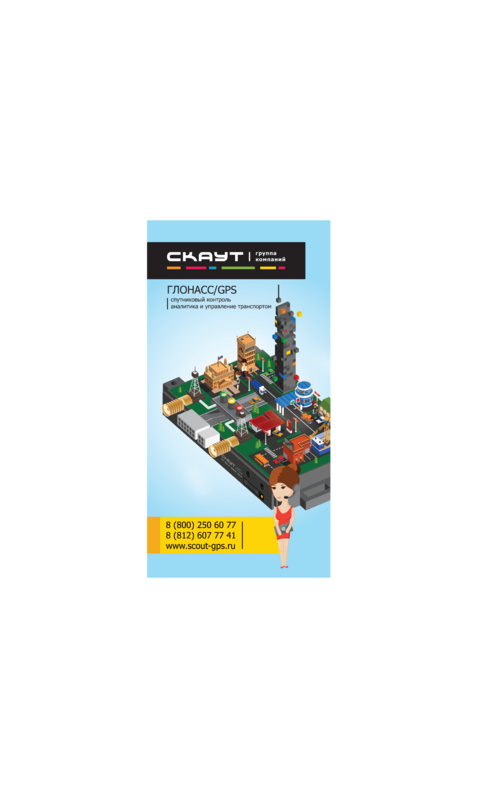 СКАУТ
группа
компаний
ГЛОНАСС/GPS
спутниковый контроль
аналитика и управление транспортом
8 (800) 250 60 77
8 (812) 607 77 41
www.scout-gps.ru